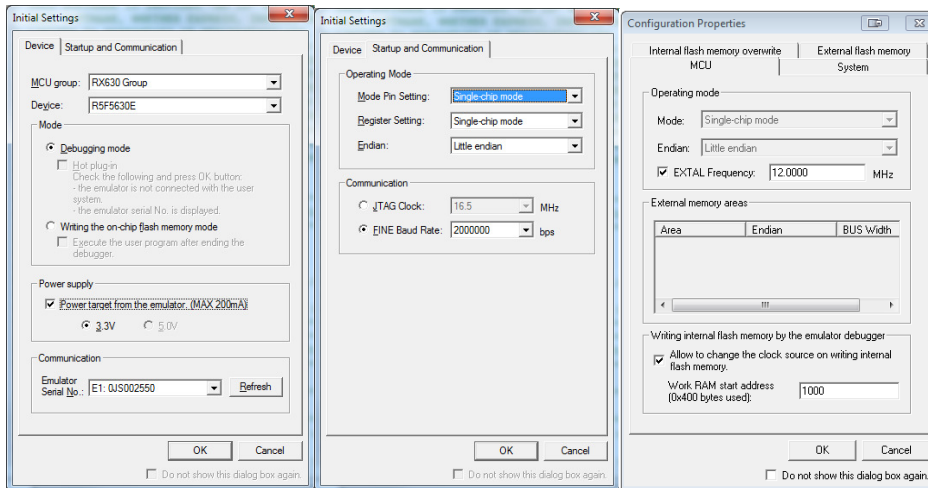 Initial Settings
Device
Startup and Communication
MCU group:
RX630 Group
Device:
R5F5630E
Mode
Debugging mode
Hot plug-in
Check the following and press OK button:
- the emulator is not connected with the user
system.
- the emulator serial No. is displayed.
Writing the on-chip flash memory mode
Execute the user program after ending the
debugger.
Power supply
Power target from the emulator. (MAX 200mA)
3.3V
5.0V
Communication
Emulator
Serial No.:
E1: 0JS002550
Refresh
OK
Cancel
Do not show this dialog box again.
Initial Settings
Device
Startup and Communication
Operating Mode
Mode Pin Setting:
Single-chip mode
Register Setting:
Single-chip mode
Endian:
Little endian
Communication
JTAG Clock:
16.5
MHz
FINE Baud Rate:
2000000
bps
OK
Cancel
Do not show this dialog box again.
Configuration Properties
Internal flash memory overwrite
External flash memory
MCU
System
Operating mode
Mode:
Single-chip mode
Endian:
Little endian
EXTAL Frequency:
12.0000
MHz
External memory areas
Area
Endian
BUS Width
Writing internal flash memory by the emulator debugger
Allow to change the clock source on writing internal
flash memory.
Work RAM start address
(0x400 bytes used):
1000
OK
Cancel
Do not show this dialog box again.